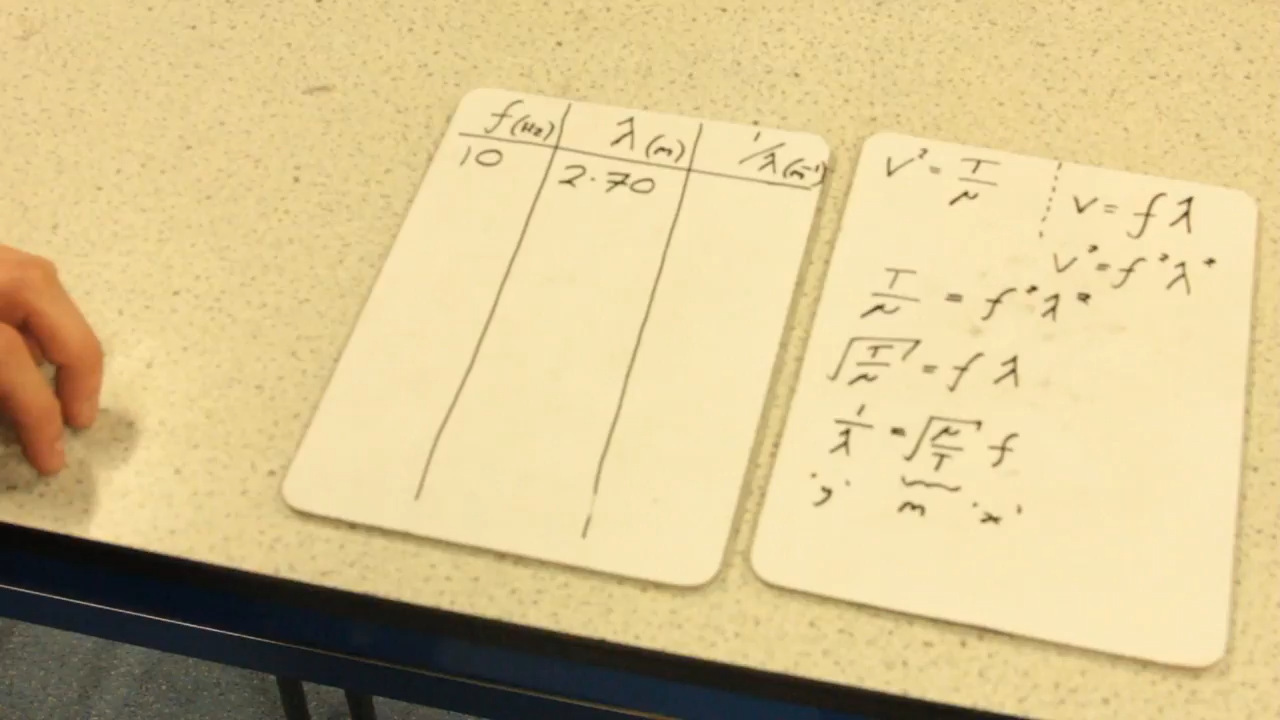 f(Hz) λ(m) 1/λ(m⁻¹)
10 2.70
v² = T/μ v = fλ
v² = f²λ²
T/μ = f²λ²
√(T/μ) = fλ
1/λ = √(μ/T) f
'y' m 'x'